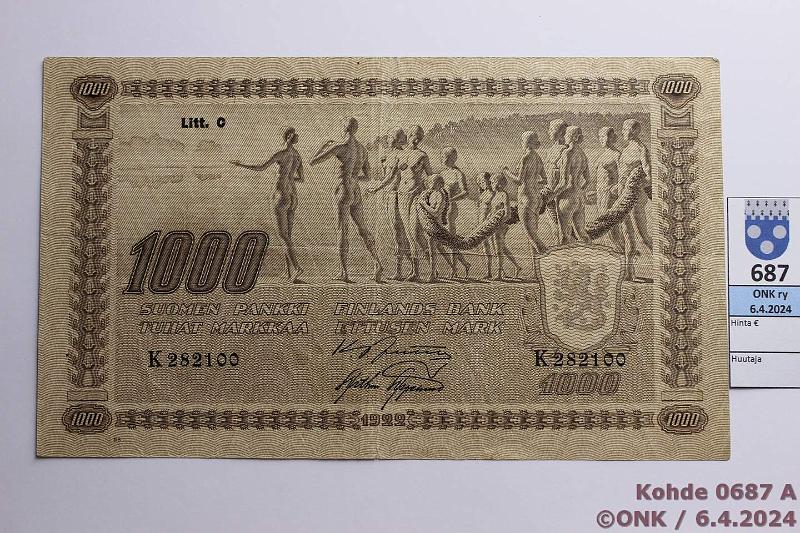 1000
1000
Litt. C
1000
SUOMEN PANKKI FINLANDS BANK
TUHAT MARKKAA ETTUSEN MARK
K 282100
K 282100
1000
1000
1922
1000
687
ONK ry
6.4.2024
Hinta €
Huutaja
Kohde 0687 A
©ONK / 6.4.2024